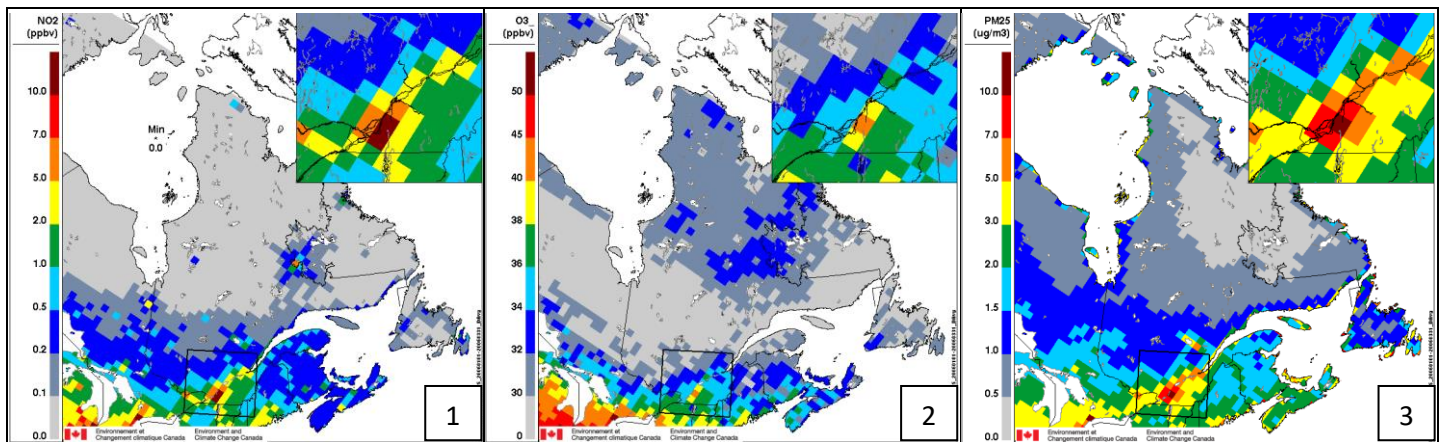 NO2
(ppbv)
10.0
7.0
5.0
2.0
1.0
0.5
0.2
0.1
0.0
Min
0.0
Environnement et
Changement climatique Canada
Environment and
Climate Change Canada
1
O3_
(ppbv)
50
45
40
38
36
34
32
30
0
Environnement et
Changement climatique Canada
Environment and
Climate Change Canada
2
PM25
(ug/m3)
10.0
7.0
5.0
3.0
2.0
1.5
1.0
0.5
0.0
Environnement et
Changement climatique Canada
Environment and
Climate Change Canada
3